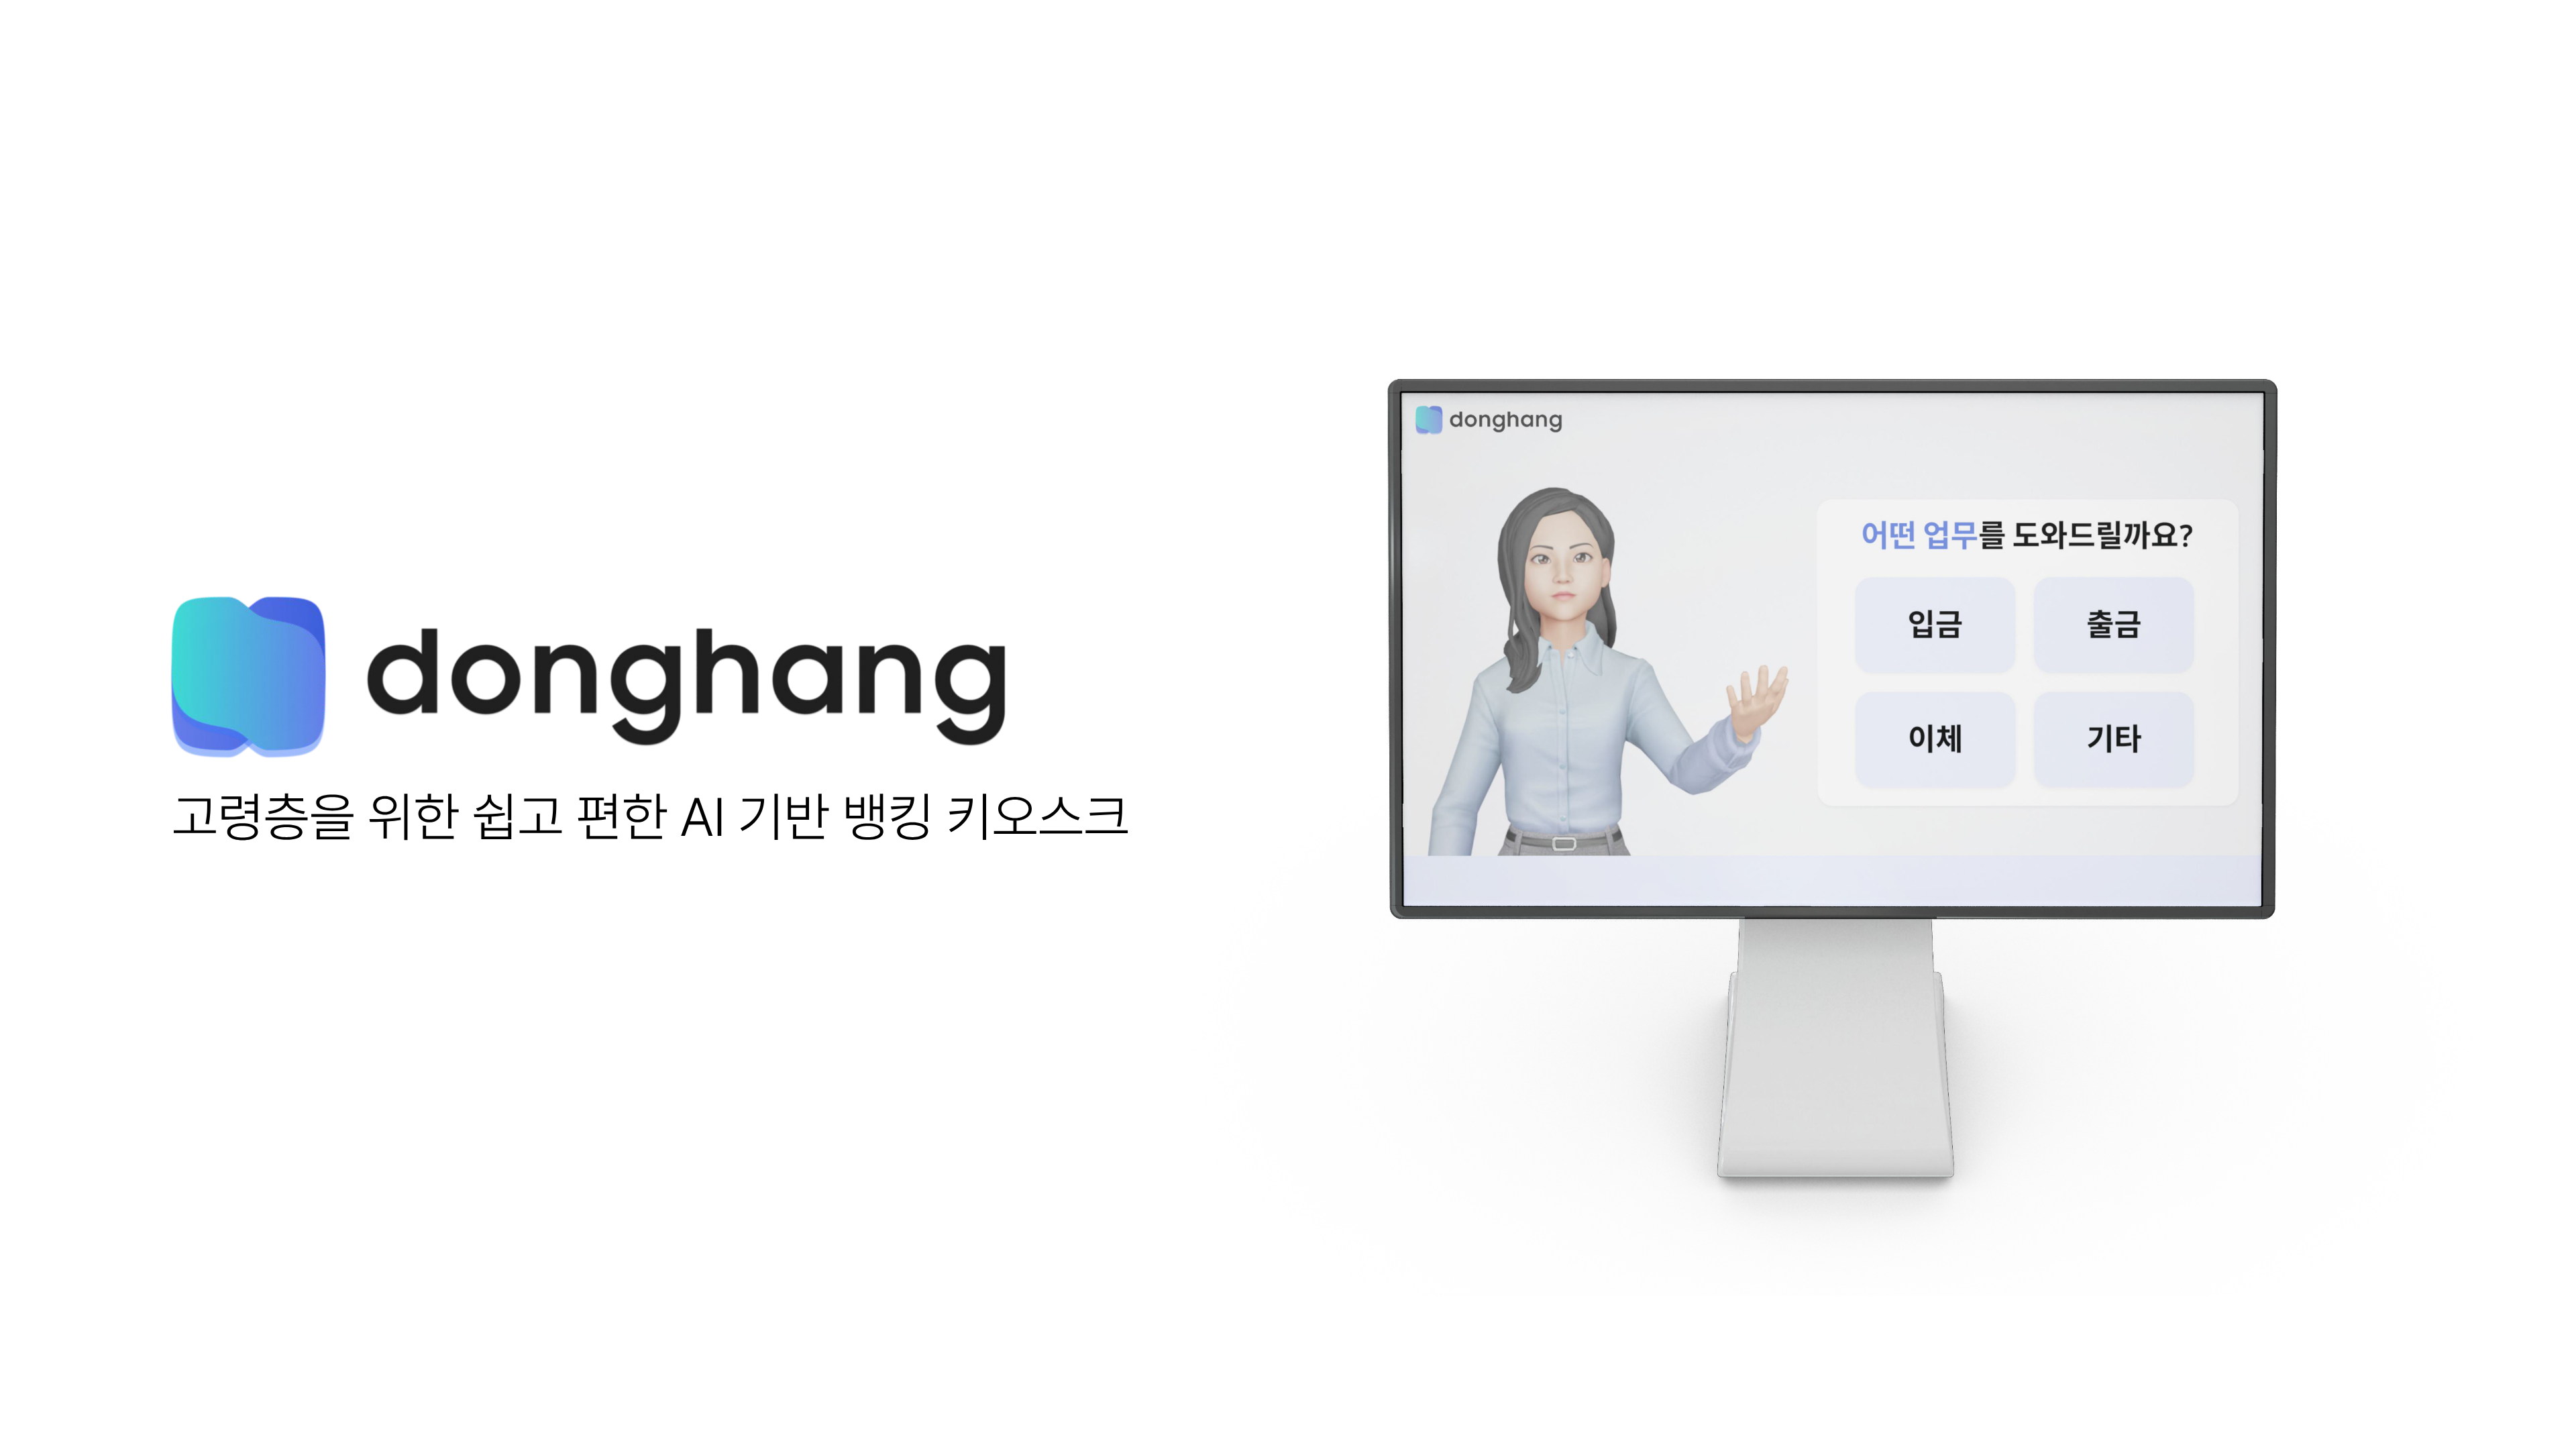 donghang
고령층을 위한 쉽고 편한 AI 기반 뱅킹 키오스크
donghang
어떤 업무를 도와드릴까요?
입금 출금
이체 기타